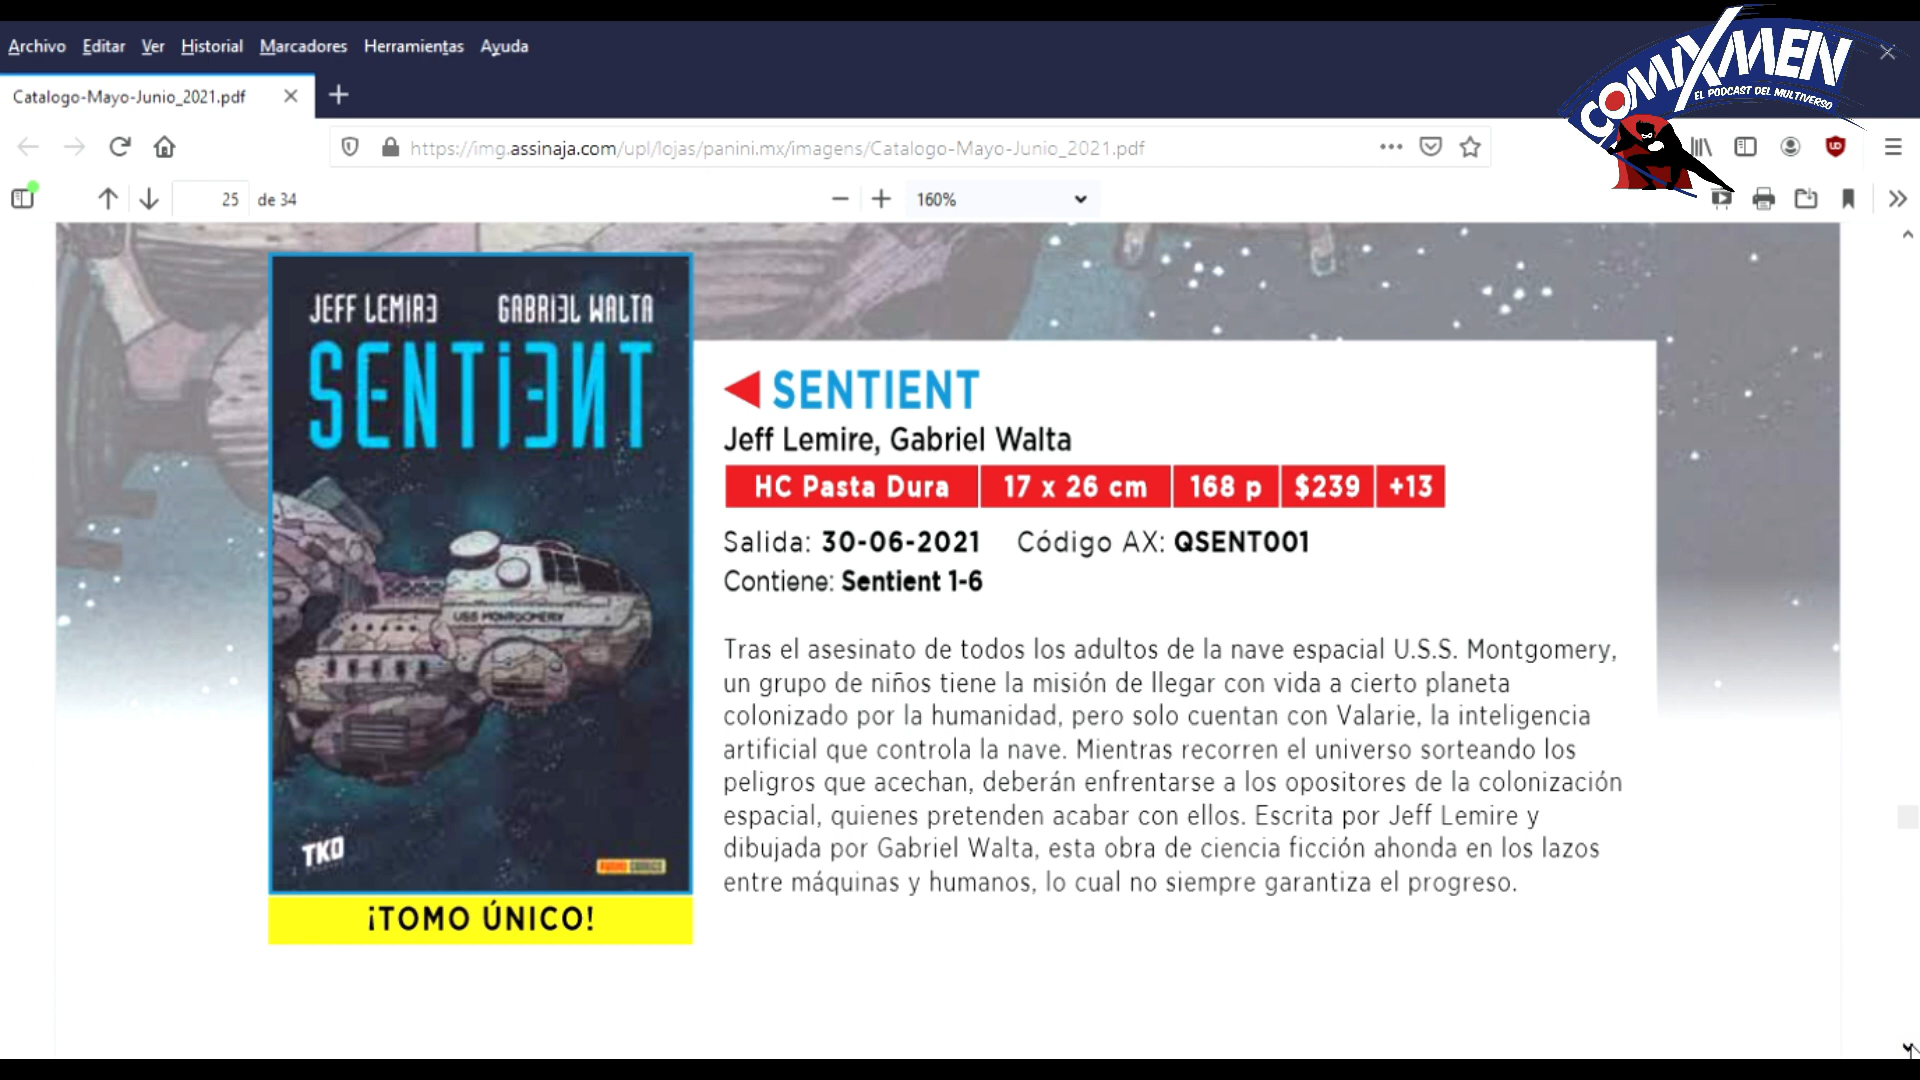 Archivo Editar Ver Historial Marcadores Herramientas Ayuda
COMIXMEN
EL PODCAST DEL MULTIVERSO
Catalogo-Mayo-Junio_2021.pdf
https://img.assinaja.com/upl/lojas/panini.mx/imagens/Catalogo-Mayo-Junio_2021.pdf
25 de 34
160%
JEFF LEMIRE GABRIEL WALTA
SENTIENT
USS MONTGOMERY
TKO
PANINI COMICS
¡TOMO ÚNICO!
SENTIENT
Jeff Lemire, Gabriel Walta
HC Pasta Dura 17 x 26 cm 168 p $239 +13
Salida: 30-06-2021 Código AX: QSENT001
Contiene: Sentient 1-6
Tras el asesinato de todos los adultos de la nave espacial U.S.S. Montgomery,
un grupo de niños tiene la misión de llegar con vida a cierto planeta
colonizado por la humanidad, pero solo cuentan con Valarie, la inteligencia
artificial que controla la nave. Mientras recorren el universo sorteando los
peligros que acechan, deberán enfrentarse a los opositores de la colonización
espacial, quienes pretenden acabar con ellos. Escrita por Jeff Lemire y
dibujada por Gabriel Walta, esta obra de ciencia ficción ahonda en los lazos
entre máquinas y humanos, lo cual no siempre garantiza el progreso.